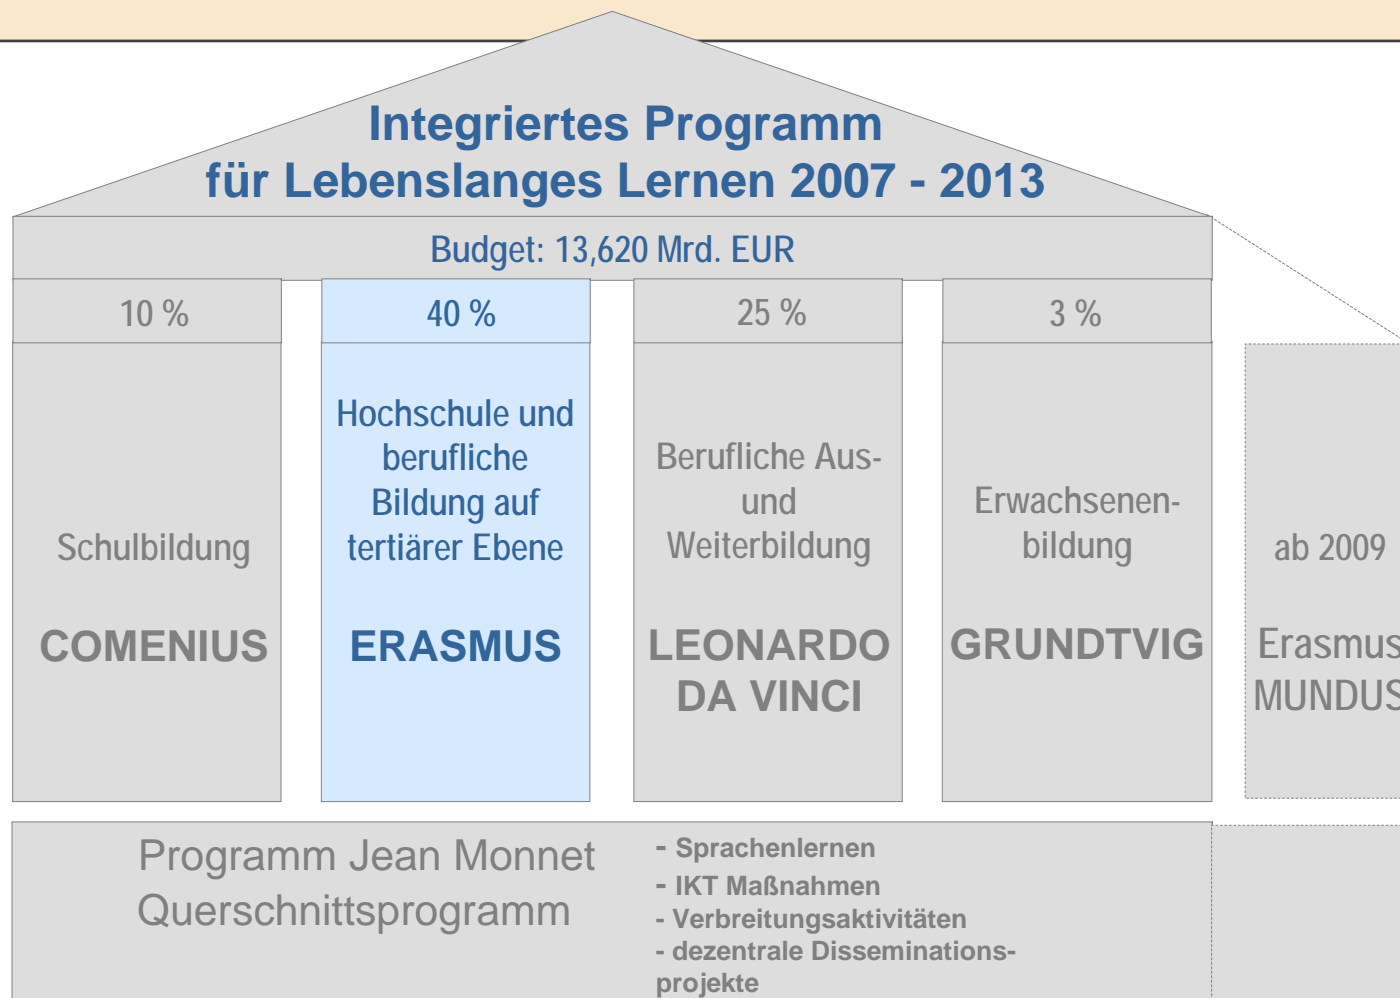 Integriertes Programm
für Lebenslanges Lernen 2007 - 2013
Budget: 13,620 Mrd. EUR
10 %
Schulbildung
COMENIUS
40 %
Hochschule und
berufliche
Bildung auf
tertiärer Ebene
ERASMUS
25 %
Berufliche Aus-
und
Weiterbildung
LEONARDO
DA VINCI
3 %
Erwachsenen-
bildung
GRUNDTVIG
ab 2009
Erasmus
MUNDUS
Programm Jean Monnet
Querschnittsprogramm
- Sprachenlernen
- IKT Maßnahmen
- Verbreitungsaktivitäten
- dezentrale Disseminations-
projekte